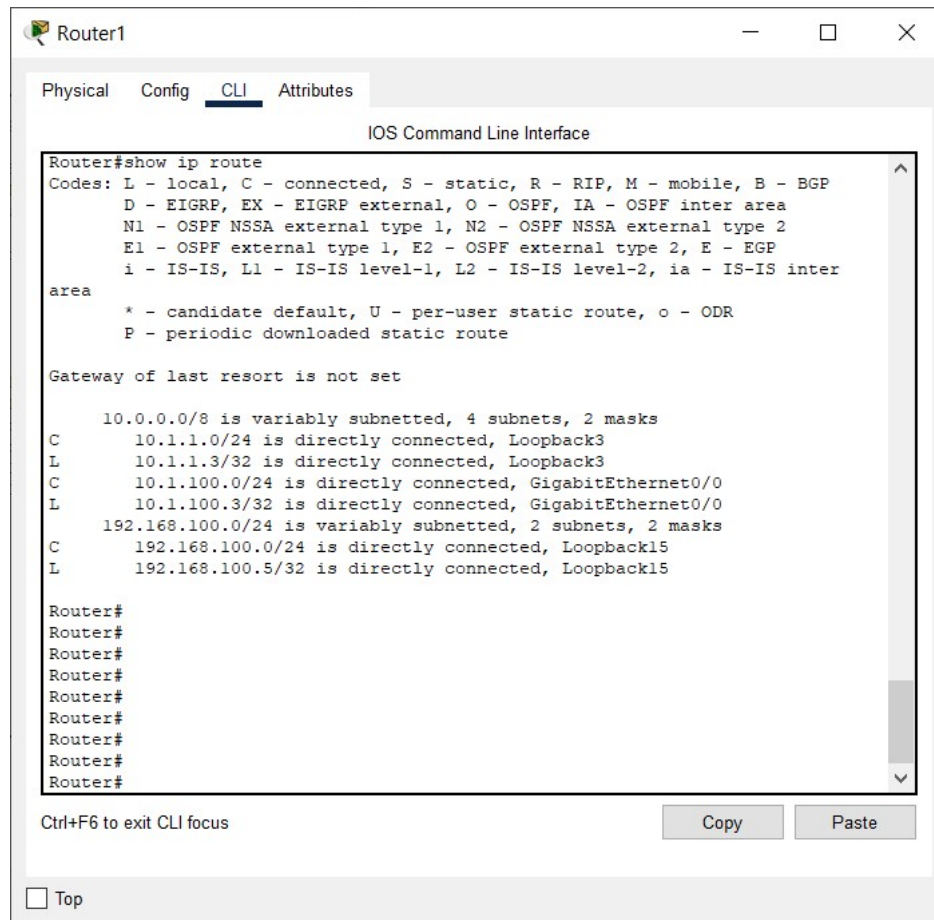 Router1
Physical Config CLI Attributes
IOS Command Line Interface
Router#show ip route
Codes: L - local, C - connected, S - static, R - RIP, M - mobile, B - BGP
D - EIGRP, EX - EIGRP external, O - OSPF, IA - OSPF inter area
N1 - OSPF NSSA external type 1, N2 - OSPF NSSA external type 2
E1 - OSPF external type 1, E2 - OSPF external type 2, E - EGP
i - IS-IS, L1 - IS-IS level-1, L2 - IS-IS level-2, ia - IS-IS inter
area
* - candidate default, U - per-user static route, o - ODR
P - periodic downloaded static route
Gateway of last resort is not set
10.0.0.0/8 is variably subnetted, 4 subnets, 2 masks
C 10.1.1.0/24 is directly connected, Loopback3
L 10.1.1.3/32 is directly connected, Loopback3
C 10.1.100.0/24 is directly connected, GigabitEthernet0/0
L 10.1.100.3/32 is directly connected, GigabitEthernet0/0
192.168.100.0/24 is variably subnetted, 2 subnets, 2 masks
C 192.168.100.0/24 is directly connected, Loopback15
L 192.168.100.5/32 is directly connected, Loopback15
Router#
Router#
Router#
Router#
Router#
Router#
Router#
Router#
Router#
Ctrl+F6 to exit CLI focus
Copy Paste
Top